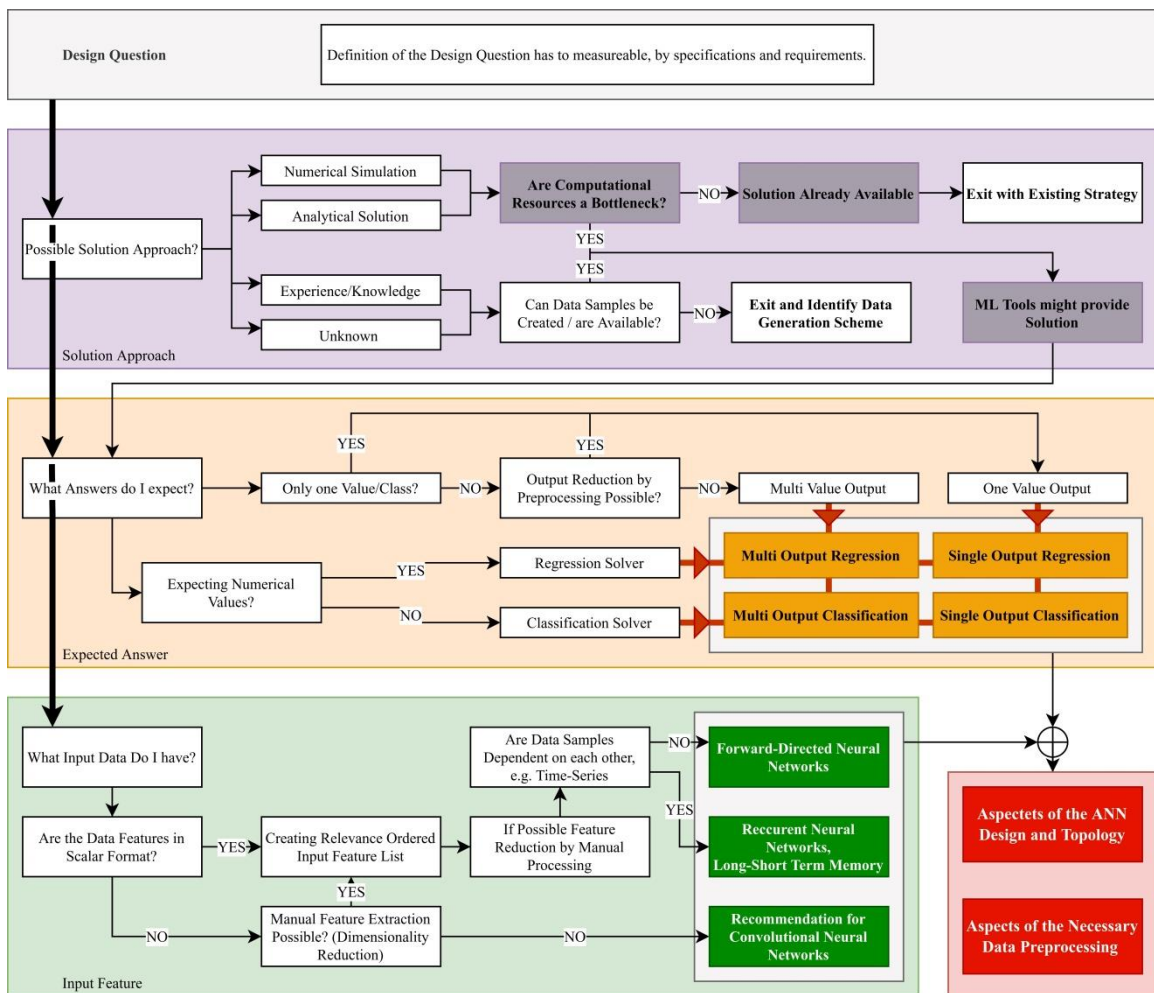 Design Question
Definition of the Design Question has to measureable, by specifications and requirements.
Possible Solution Approach?
Numerical Simulation
Analytical Solution
Experience/Knowledge
Unknown
Are Computational
Resources a Bottleneck?
NO
Solution Already Available
Exit with Existing Strategy
YES
YES
Can Data Samples be
Created / are Available?
NO
Exit and Identify Data
Generation Scheme
ML Tools might provide
Solution
Solution Approach
What Answers do I expect?
Only one Value/Class?
YES
NO
Output Reduction by
Preprocessing Possible?
YES
NO
Multi Value Output
One Value Output
Expecting Numerical
Values?
YES
NO
Regression Solver
Classification Solver
Multi Output Regression
Single Output Regression
Multi Output Classification
Single Output Classification
Expected Answer
What Input Data Do I have?
Are the Data Features in
Scalar Format?
YES
NO
Creating Relevance Ordered
Input Feature List
YES
Manual Feature Extraction
Possible? (Dimensionality
Reduction)
NO
If Possible Feature
Reduction by Manual
Processing
Are Data Samples
Dependent on each other,
e.g. Time-Series
NO
YES
Forward-Directed Neural
Networks
Reccurent Neural
Networks,
Long-Short Term Memory
Recommendation for
Convolutional Neural
Networks
Input Feature
Aspectets of the ANN
Design and Topology
Aspects of the Necessary
Data Preprocessing